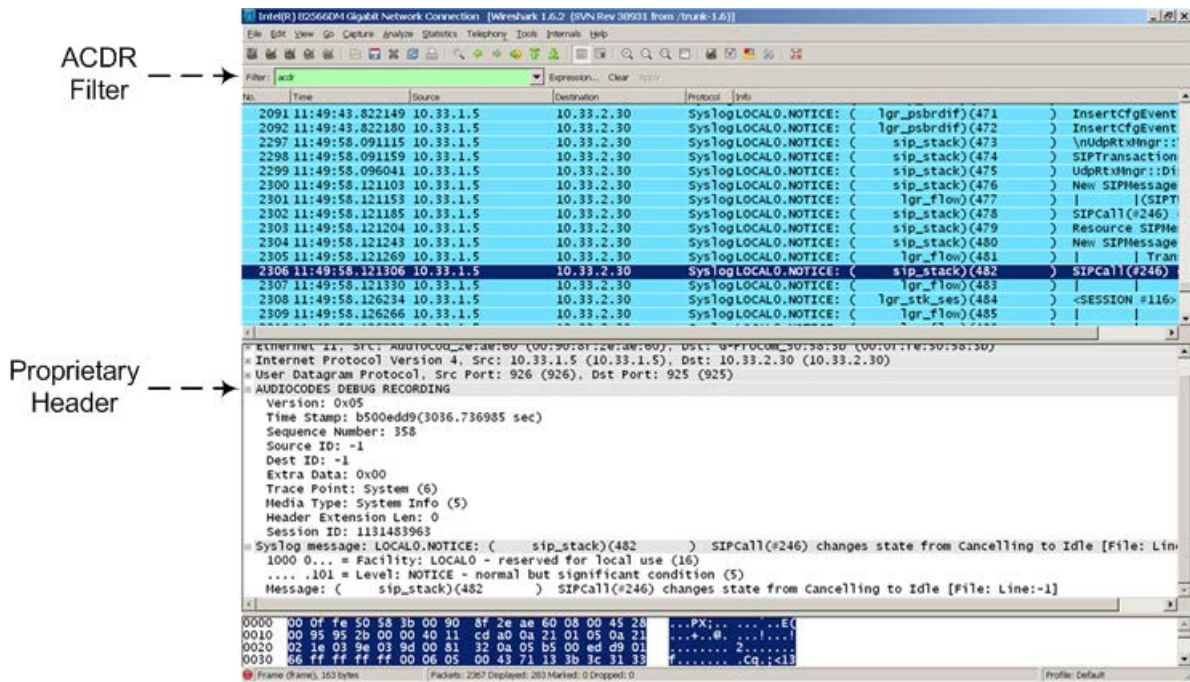 Intel(R) 82566DM Gigabit Network Connection [Wireshark 1.6.2 (SVN Rev 38931 from /trunk-1.6)]
File Edit View Go Capture Analyze Statistics Telephony Tools Internals Help
ACDR
Filter
Filter: acdr Expression... Clear Apply
No. Time Source Destination Protocol Info
2091 11:49:43.822149 10.33.1.5 10.33.2.30 Syslog LOCAL0.NOTICE: ( lgr_psbrdif)(471 ) InsertCfgEvent
2092 11:49:43.822180 10.33.1.5 10.33.2.30 Syslog LOCAL0.NOTICE: ( lgr_psbrdif)(472 ) InsertCfgEvent
2297 11:49:58.091115 10.33.1.5 10.33.2.30 Syslog LOCAL0.NOTICE: ( sip_stack)(473 ) \nUdpRtxMngr::
2298 11:49:58.091159 10.33.1.5 10.33.2.30 Syslog LOCAL0.NOTICE: ( sip_stack)(474 ) SIPTransaction
2299 11:49:58.096041 10.33.1.5 10.33.2.30 Syslog LOCAL0.NOTICE: ( sip_stack)(475 ) UdpRtxMngr::Di
2300 11:49:58.121103 10.33.1.5 10.33.2.30 Syslog LOCAL0.NOTICE: ( sip_stack)(476 ) New SIPMessage
2301 11:49:58.121153 10.33.1.5 10.33.2.30 Syslog LOCAL0.NOTICE: ( lgr_flow)(477 ) | |(SIPT
2302 11:49:58.121185 10.33.1.5 10.33.2.30 Syslog LOCAL0.NOTICE: ( sip_stack)(478 ) SIPCall(#246)
2303 11:49:58.121204 10.33.1.5 10.33.2.30 Syslog LOCAL0.NOTICE: ( sip_stack)(479 ) Resource SIPMe
2304 11:49:58.121243 10.33.1.5 10.33.2.30 Syslog LOCAL0.NOTICE: ( sip_stack)(480 ) New SIPMessage
2305 11:49:58.121269 10.33.1.5 10.33.2.30 Syslog LOCAL0.NOTICE: ( lgr_flow)(481 ) | | Tran
2306 11:49:58.121306 10.33.1.5 10.33.2.30 Syslog LOCAL0.NOTICE: ( sip_stack)(482 ) SIPCall(#246)
2307 11:49:58.121330 10.33.1.5 10.33.2.30 Syslog LOCAL0.NOTICE: ( lgr_flow)(483 ) | |
2308 11:49:58.126234 10.33.1.5 10.33.2.30 Syslog LOCAL0.NOTICE: ( lgr_stk_ses)(484 ) <SESSION #116>
2309 11:49:58.126266 10.33.1.5 10.33.2.30 Syslog LOCAL0.NOTICE: ( lgr_flow)(485 ) | |
Ethernet II, Src: AudioCod_2e:ae:60 (00:90:8f:2e:ae:60), Dst: G-ProCom_50:58:3b (00:0f:fe:50:58:3b)
Internet Protocol Version 4, Src: 10.33.1.5 (10.33.1.5), Dst: 10.33.2.30 (10.33.2.30)
User Datagram Protocol, Src Port: 926 (926), Dst Port: 925 (925)
Proprietary
Header
AUDIOCODES DEBUG RECORDING
Version: 0x05
Time Stamp: b500edd9(3036.736985 sec)
Sequence Number: 358
Source ID: -1
Dest ID: -1
Extra Data: 0x00
Trace Point: System (6)
Media Type: System Info (5)
Header Extension Len: 0
Session ID: 1131483963
Syslog message: LOCAL0.NOTICE: ( sip_stack)(482 ) SIPCall(#246) changes state from Cancelling to Idle [File: Lin
1000 0... = Facility: LOCAL0 - reserved for local use (16)
.... .101 = Level: NOTICE - normal but significant condition (5)
Message: ( sip_stack)(482 ) SIPCall(#246) changes state from Cancelling to Idle [File: Line:-1]
0000 00 0f fe 50 58 3b 00 90 8f 2e ae 60 08 00 45 28 ...PX;.. ...`..E(
0010 00 95 95 2b 00 00 40 11 cd a0 0a 21 01 05 0a 21 ...+..@. ...!...!
0020 02 1e 03 9e 03 9d 00 81 32 0a 05 b5 00 ed d9 01 ........ 2.......
0030 66 ff ff ff ff 00 06 05 00 43 71 13 3b 3c 31 33 f....... .Cq.;<13
Frame (frame), 163 bytes Packets: 2367 Displayed: 283 Marked: 0 Dropped: 0 Profile: Default